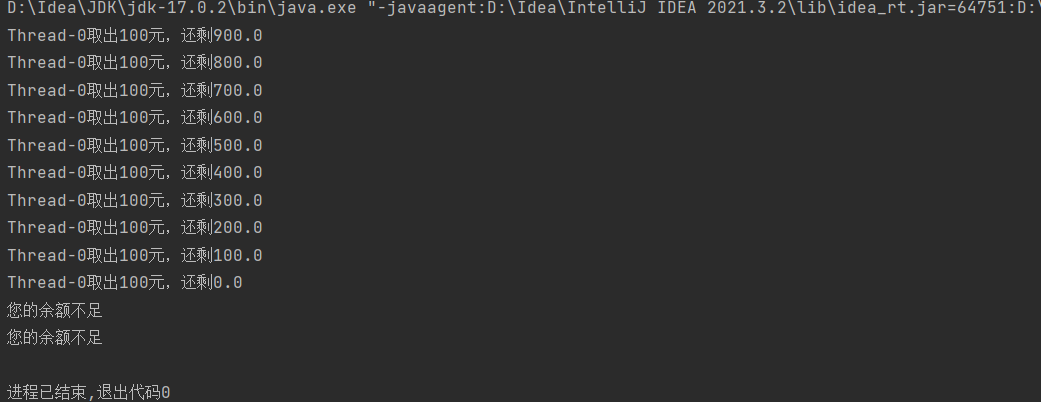 D:\Idea\JDK\jdk-17.0.2\bin\java.exe "-javaagent:D:\Idea\IntelliJ IDEA 2021.3.2\lib\idea_rt.jar=64751:D:\
Thread-0取出100元，还剩900.0
Thread-0取出100元，还剩800.0
Thread-0取出100元，还剩700.0
Thread-0取出100元，还剩600.0
Thread-0取出100元，还剩500.0
Thread-0取出100元，还剩400.0
Thread-0取出100元，还剩300.0
Thread-0取出100元，还剩200.0
Thread-0取出100元，还剩100.0
Thread-0取出100元，还剩0.0
您的余额不足
您的余额不足
进程已结束,退出代码0